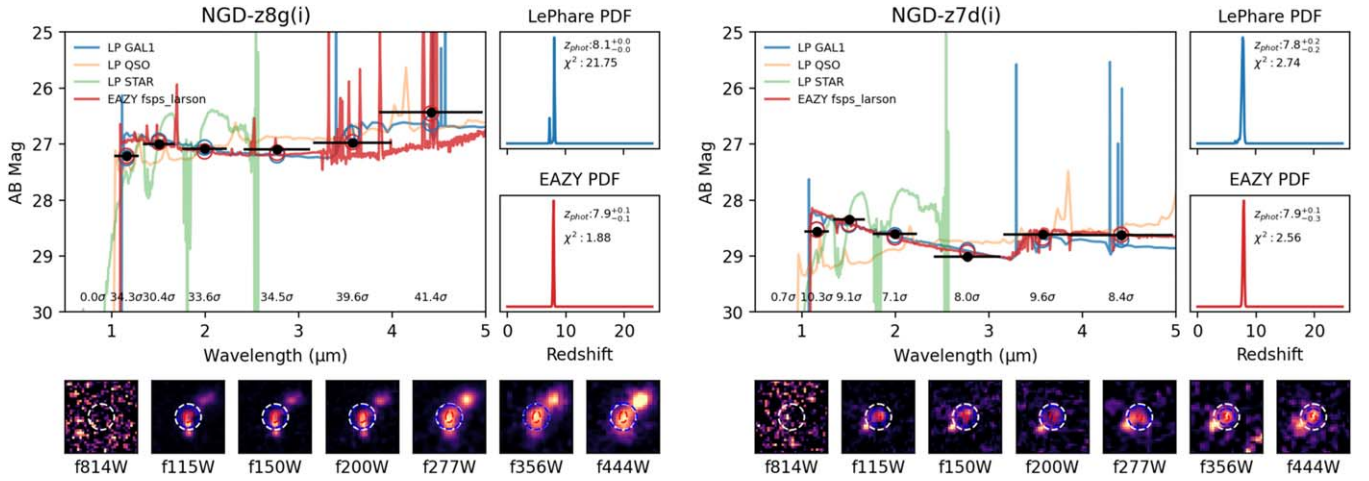 NGD-z8g(i)
25
26
27
28
29
30
AB Mag
LP GAL1
LP QSO
LP STAR
EAZY fsps_larson
0.0σ 34.3σ 30.4σ 33.6σ 34.5σ 39.6σ 41.4σ
1 2 3 4 5
Wavelength (μm)
LePhare PDF
z_phot:8.1^{+0.0}_{-0.0}
χ² : 21.75
EAZY PDF
z_phot:7.9^{+0.1}_{-0.1}
χ² : 1.88
0 10 20
Redshift
f814W f115W f150W f200W f277W f356W f444W
NGD-z7d(i)
25
26
27
28
29
30
AB Mag
LP GAL1
LP QSO
LP STAR
EAZY fsps_larson
0.7σ 10.3σ 9.1σ 7.1σ 8.0σ 9.6σ 8.4σ
1 2 3 4 5
Wavelength (μm)
LePhare PDF
z_phot:7.8^{+0.2}_{-0.2}
χ² : 2.74
EAZY PDF
z_phot:7.9^{+0.1}_{-0.3}
χ² : 2.56
0 10 20
Redshift
f814W f115W f150W f200W f277W f356W f444W